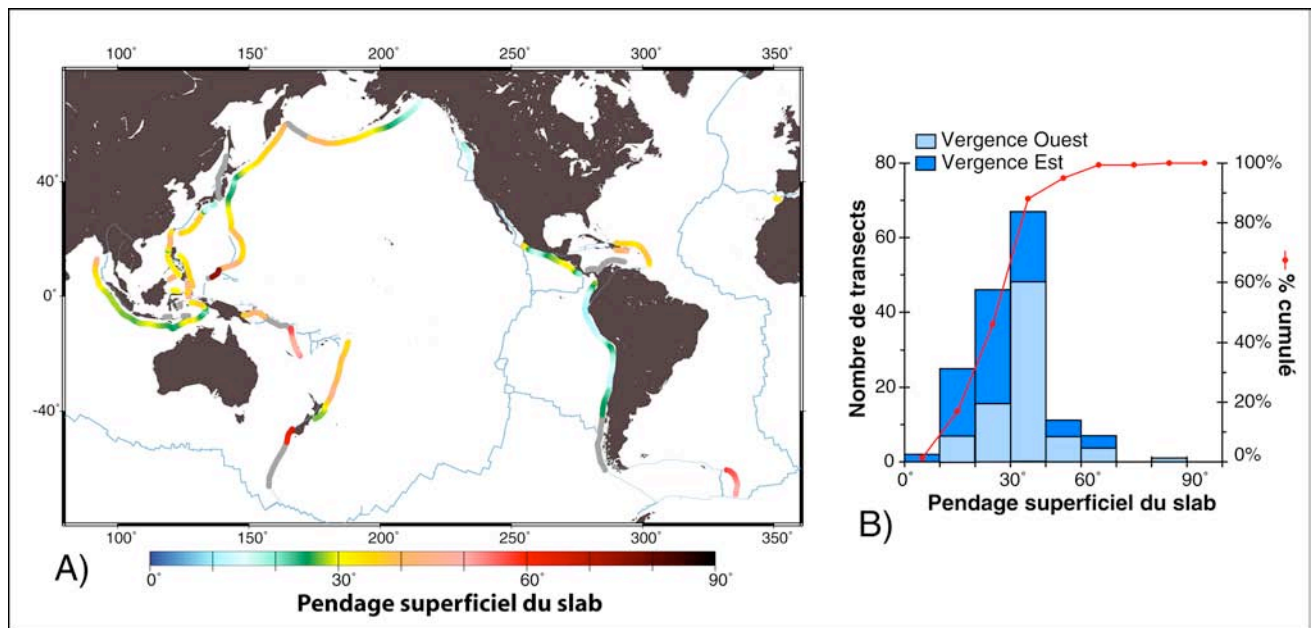 100° 150° 200° 250° 300° 350°
40°
0°
-40°
100° 150° 200° 250° 300° 350°
A)
0° 30° 60° 90°
Pendage superficiel du slab
Vergence Ouest
Vergence Est
80 100%
80%
60
60%
40
40%
20
20%
0 0%
Nombre de transects
% cumulé
0° 30° 60° 90°
Pendage superficiel du slab
B)